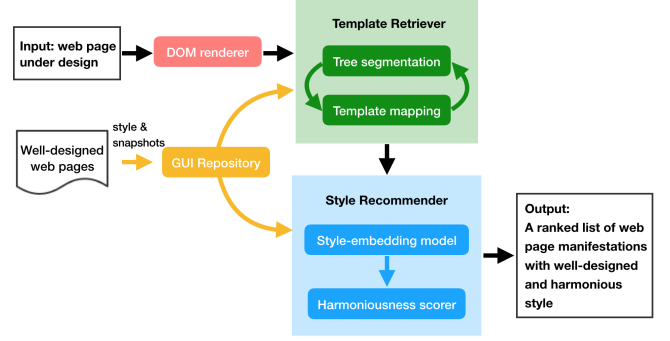 Input: web page
under design
DOM renderer
Template Retriever
Tree segmentation
Template mapping
Well-designed
web pages
style &
snapshots
GUI Repository
Style Recommender
Style-embedding model
Harmoniousness scorer
Output:
A ranked list of web
page manifestations
with well-designed
and harmonious
style